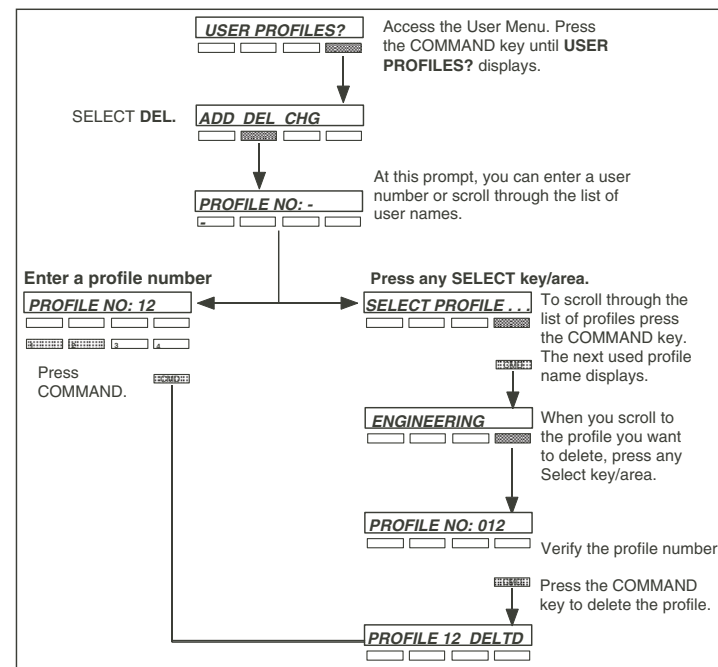 USER PROFILES?
Access the User Menu. Press
the COMMAND key until USER
PROFILES? displays.
SELECT DEL.
ADD DEL CHG
At this prompt, you can enter a user
number or scroll through the list of
user names.
PROFILE NO: -
-
Enter a profile number
PROFILE NO: 12
1 2 3 4
Press
COMMAND.
CMD
Press any SELECT key/area.
SELECT PROFILE . . .
To scroll through the
list of profiles press
the COMMAND key.
The next used profile
name displays.
CMD
ENGINEERING
When you scroll to
the profile you want
to delete, press any
Select key/area.
PROFILE NO: 012
Verify the profile number
CMD
Press the COMMAND
key to delete the profile.
PROFILE 12 DELTD